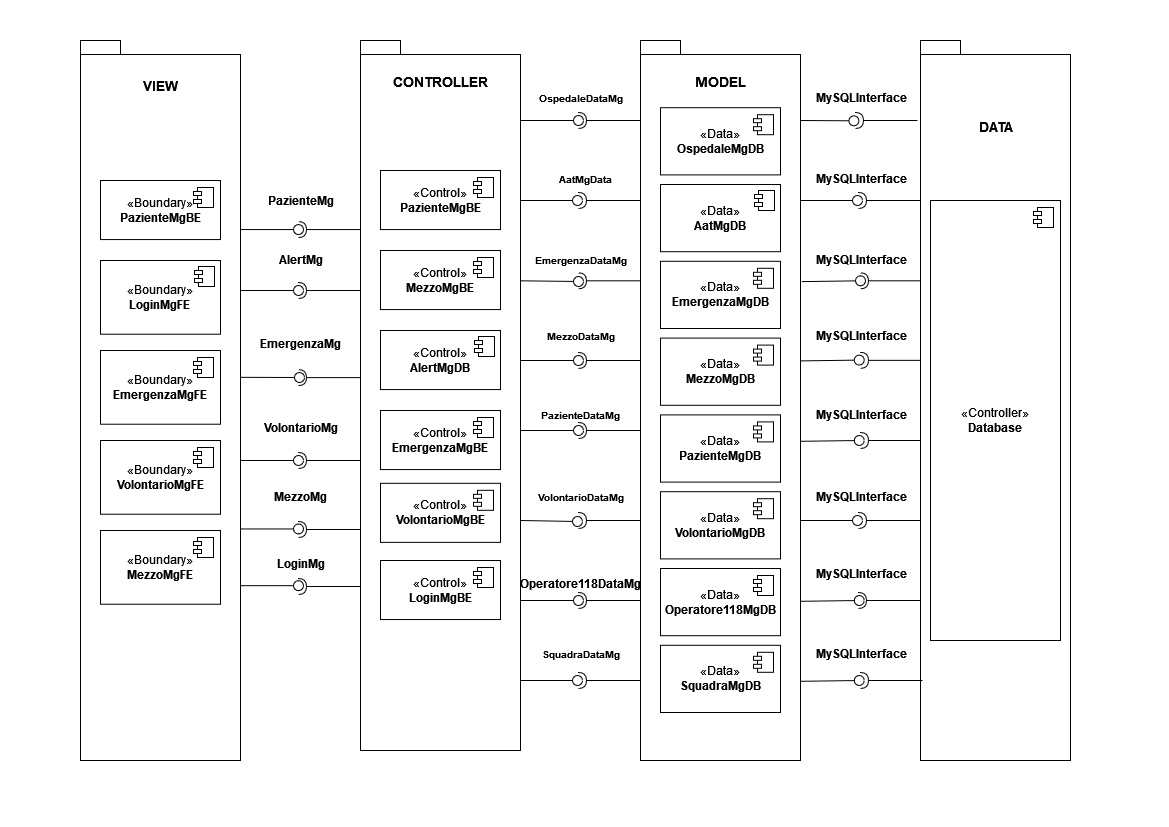 VIEW
«Boundary»
PazienteMgBE
«Boundary»
LoginMgFE
«Boundary»
EmergenzaMgFE
«Boundary»
VolontarioMgFE
«Boundary»
MezzoMgFE
PazienteMg
AlertMg
EmergenzaMg
VolontarioMg
MezzoMg
LoginMg
CONTROLLER
«Control»
PazienteMgBE
«Control»
MezzoMgBE
«Control»
AlertMgDB
«Control»
EmergenzaMgBE
«Control»
VolontarioMgBE
«Control»
LoginMgBE
OspedaleDataMg
AatMgData
EmergenzaDataMg
MezzoDataMg
PazienteDataMg
VolontarioDataMg
Operatore118DataMg
SquadraDataMg
MODEL
«Data»
OspedaleMgDB
«Data»
AatMgDB
«Data»
EmergenzaMgDB
«Data»
MezzoMgDB
«Data»
PazienteMgDB
«Data»
VolontarioMgDB
«Data»
Operatore118MgDB
«Data»
SquadraMgDB
MySQLInterface
MySQLInterface
MySQLInterface
MySQLInterface
MySQLInterface
MySQLInterface
MySQLInterface
MySQLInterface
DATA
«Controller»
Database